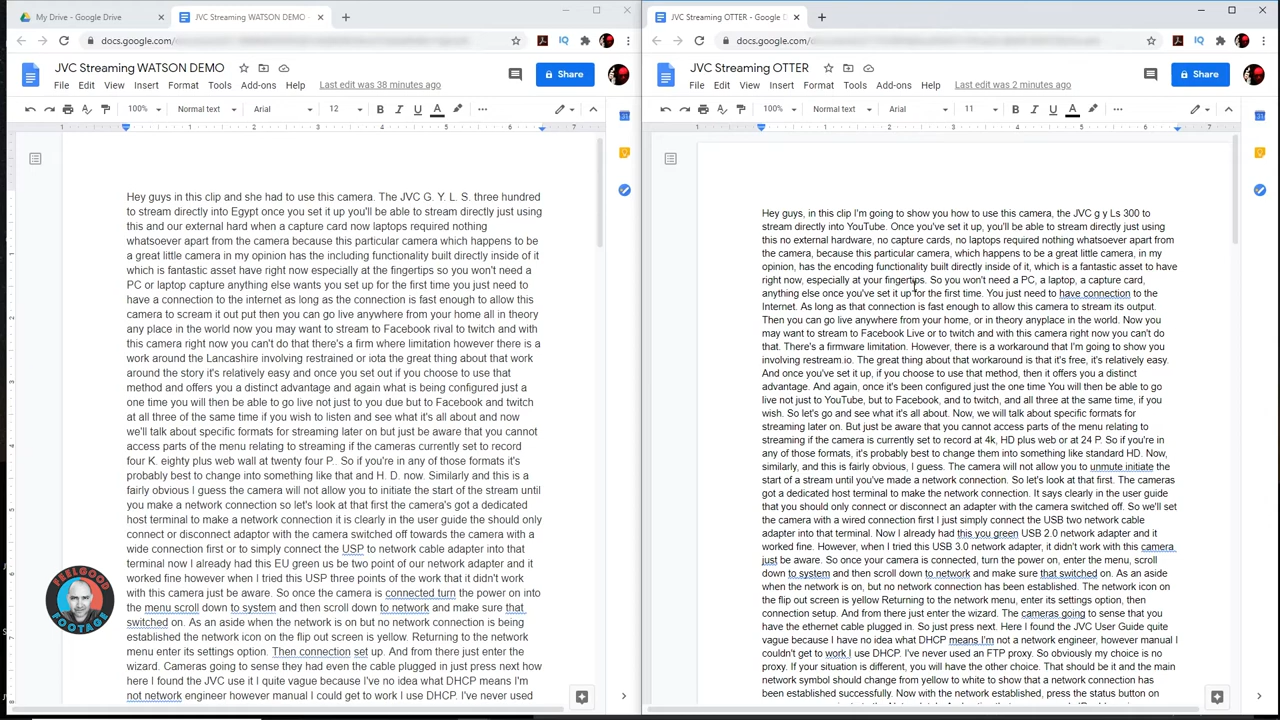 My Drive - Google Drive
JVC Streaming WATSON DEMO - G
docs.google.com/
JVC Streaming WATSON DEMO
Share
File Edit View Insert Format Tools Add-ons Help Last edit was 38 minutes ago
100% Normal text Arial 12
1 1 2 3 4 5 6 7
Hey guys in this clip and she had to use this camera. The JVC G. Y. L. S. three hundred
to stream directly into Egypt once you set it up you'll be able to stream directly just using
this and our external hard when a capture card now laptops required nothing
whatsoever apart from the camera because this particular camera which happens to be
a great little camera in my opinion has the including functionality built directly inside of it
which is fantastic asset have right now especially at the fingertips so you won't need a
PC or laptop capture anything else wants you set up for the first time you just need to
have a connection to the internet as long as the connection is fast enough to allow this
camera to scream it out put then you can go live anywhere from your home all in theory
any place in the world now you may want to stream to Facebook rival to twitch and with
this camera right now you can't do that there's a firm where limitation however there is a
work around the Lancashire involving restrained or iota the great thing about that work
around the story it's relatively easy and once you set out if you choose to use that
method and offers you a distinct advantage and again what is being configured just a
one time you will then be able to go live not just to you due but to Facebook and twitch
at all three of the same time if you wish to listen and see what it's all about and now
we'll talk about specific formats for streaming later on but just be aware that you cannot
access parts of the menu relating to streaming if the cameras currently set to record
four K. eighty plus web wall at twenty four P.. So if you're in any of those formats it's
probably best to change into something like that and H. D. now. Similarly and this is a
fairly obvious I guess the camera will not allow you to initiate the start of the stream until
you make a network connection so let's look at that first the camera's got a dedicated
host terminal to make a network connection it is clearly in the user guide the should only
connect or disconnect adaptor with the camera switched off towards the camera with a
wide connection first or to simply connect the USP to network cable adapter into that
terminal now I already had this EU green us be two point of our network adapter and it
worked fine however when I tried this USP three points of the work that it didn't work
with this camera just be aware. So once the camera is connected turn the power on into
the menu scroll down to system and then scroll down to network and make sure that
switched on. As an aside when the network is on but no network connection is being
established the network icon on the flip out screen is yellow. Returning to the network
menu enter its settings option. Then connection set up. And from there just enter the
wizard. Cameras going to sense they had even the cable plugged in just press next how
here I found the JVC use it I quite vague because I've no idea what DHCP means I'm
not network engineer however manual I could get to work I use DHCP. I've never used
FEELGOOD
FOOTAGE
JVC Streaming OTTER - Google D
docs.google.com/
JVC Streaming OTTER
Share
File Edit View Insert Format Tools Add-ons Help Last edit was 2 minutes ago
100% Normal text Arial 11
1 1 2 3 4 5 6 7
Hey guys, in this clip I'm going to show you how to use this camera, the JVC g y Ls 300 to
stream directly into YouTube. Once you've set it up, you'll be able to stream directly just using
this no external hardware, no capture cards, no laptops required nothing whatsoever apart from
the camera, because this particular camera, which happens to be a great little camera, in my
opinion, has the encoding functionality built directly inside of it, which is a fantastic asset to have
right now, especially at your fingertips. So you won't need a PC, a laptop, a capture card,
anything else once you've set it up for the first time. You just need to have connection to the
Internet. As long as that connection is fast enough to allow this camera to stream its output.
Then you can go live anywhere from your home, or in theory anyplace in the world. Now you
may want to stream to Facebook Live or to twitch and with this camera right now you can't do
that. There's a firmware limitation. However, there is a workaround that I'm going to show you
involving restream.io. The great thing about that workaround is that it's free, it's relatively easy.
And once you've set it up, if you choose to use that method, then it offers you a distinct
advantage. And again, once it's been configured just the one time You will then be able to go
live not just to YouTube, but to Facebook, and to twitch, and all three at the same time, if you
wish. So let's go and see what it's all about. Now, we will talk about specific formats for
streaming later on. But just be aware that you cannot access parts of the menu relating to
streaming if the camera is currently set to record at 4k, HD plus web or at 24 P. So if you're in
any of those formats, it's probably best to change them into something like standard HD. Now,
similarly, and this is fairly obvious, I guess. The camera will not allow you to unmute initiate the
start of a stream until you've made a network connection. So let's look at that first. The cameras
got a dedicated host terminal to make the network connection. It says clearly in the user guide
that you should only connect or disconnect an adapter with the camera switched off. So we'll set
the camera with a wired connection first I just simply connect the USB two network cable
adapter into that terminal. Now I already had this you green USB 2.0 network adapter and it
worked fine. However, when I tried this USB 3.0 network adapter, it didn't work with this camera
just be aware. So once your camera is connected, turn the power on, enter the menu, scroll
down to system and then scroll down to network and make sure that switched on. As an aside
when the network is on, but no network connection has been established. The network icon on
the flip out screen is yellow Returning to the network menu, enter its settings option, then
connection setup. And from there just enter the wizard. The cameras going to sense that you
have the ethernet cable plugged in. So just press next. Here I found the JVC User Guide quite
vague because I have no idea what DHCP means I'm not a network engineer, however manual I
couldn't get to work I use DHCP. I've never used an FTP proxy. So obviously my choice is no
proxy. If your situation is different, you will have the other choice. That should be it and the main
network symbol should change from yellow to white to show that a network connection has
been established successfully. Now with the network established, press the status button on